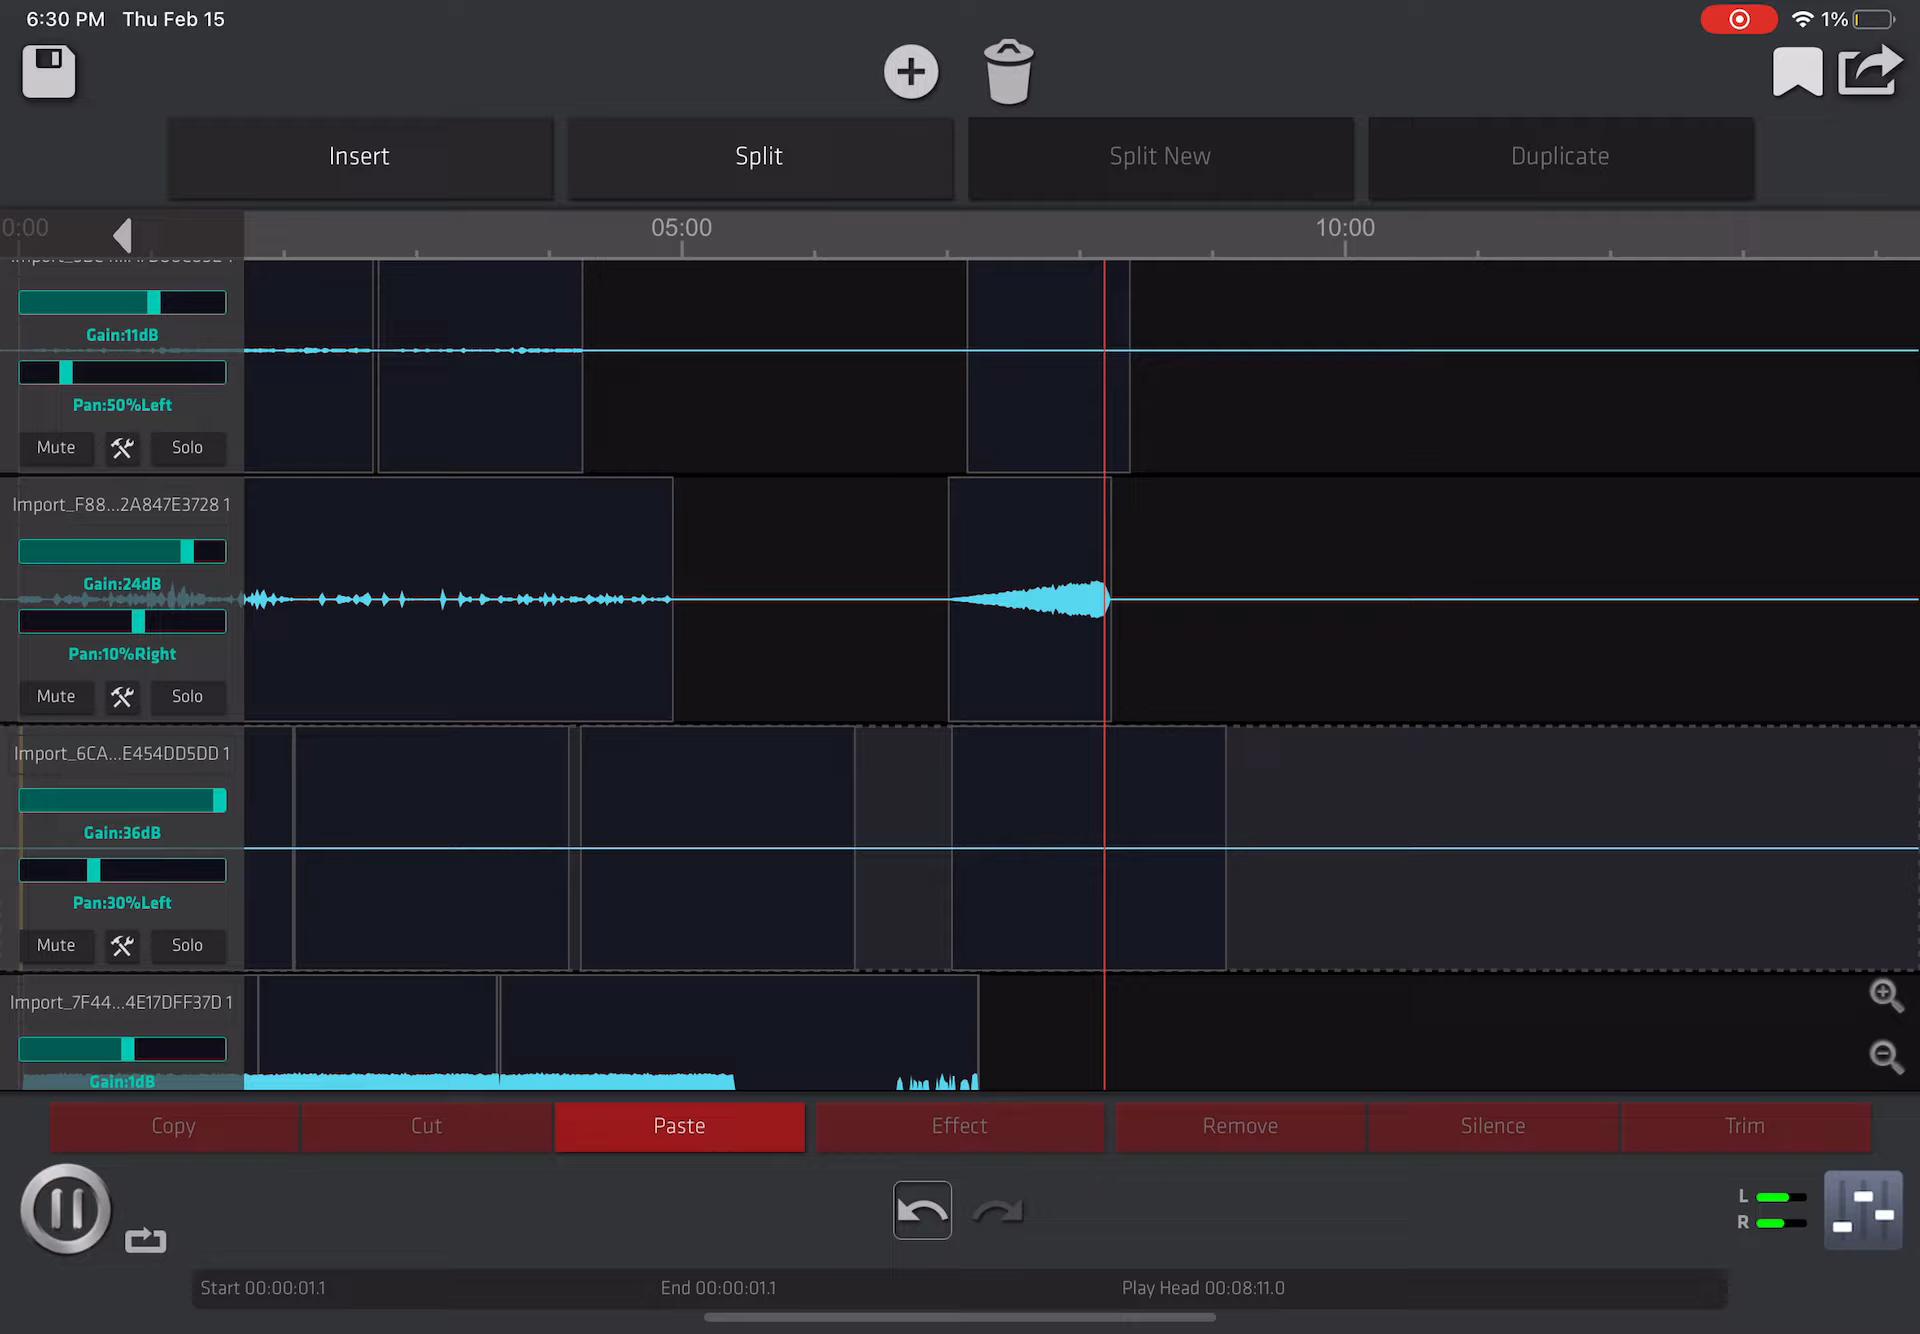 6:30 PM Thu Feb 15
1%
Insert Split Split New Duplicate
0:00 05:00 10:00
Gain:11dB
Pan:50%Left
Mute Solo
Import_F88...2A847E3728 1
Gain:24dB
Pan:10%Right
Mute Solo
Import_6CA...E454DD5DD 1
Gain:36dB
Pan:30%Left
Mute Solo
Import_7F44...4E17DFF37D 1
Gain:1dB
Copy Cut Paste Effect Remove Silence Trim
L
R
Start 00:00:01.1 End 00:00:01.1 Play Head 00:08:11.0